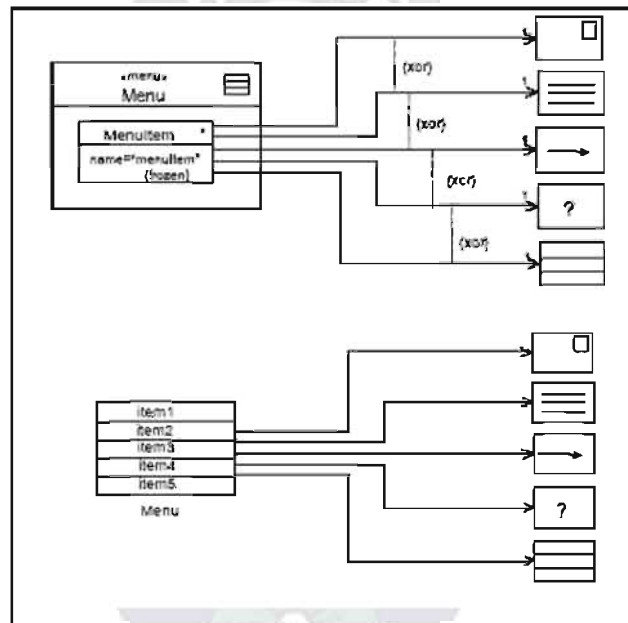 «menu»
Menu
MenuItem *
name="menuItem"
{frozen}
{xor}
{xor}
{xor}
{xor}
?
item1
item2
item3
item4
item5
Menu
?